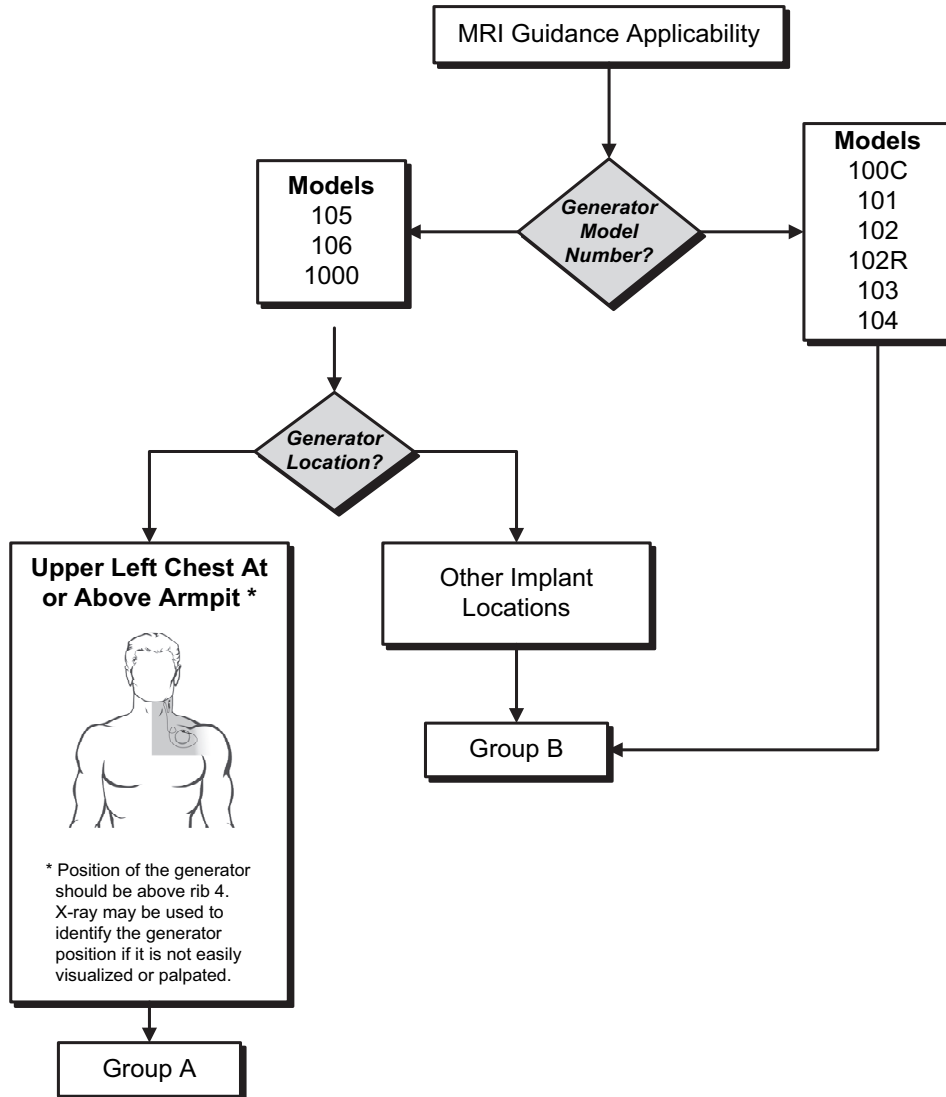 MRI Guidance Applicability
Generator
Model
Number?
Models
105
106
1000
Models
100C
101
102
102R
103
104
Generator
Location?
Upper Left Chest At
or Above Armpit *
* Position of the generator
should be above rib 4.
X-ray may be used to
identify the generator
position if it is not easily
visualized or palpated.
Group A
Other Implant
Locations
Group B